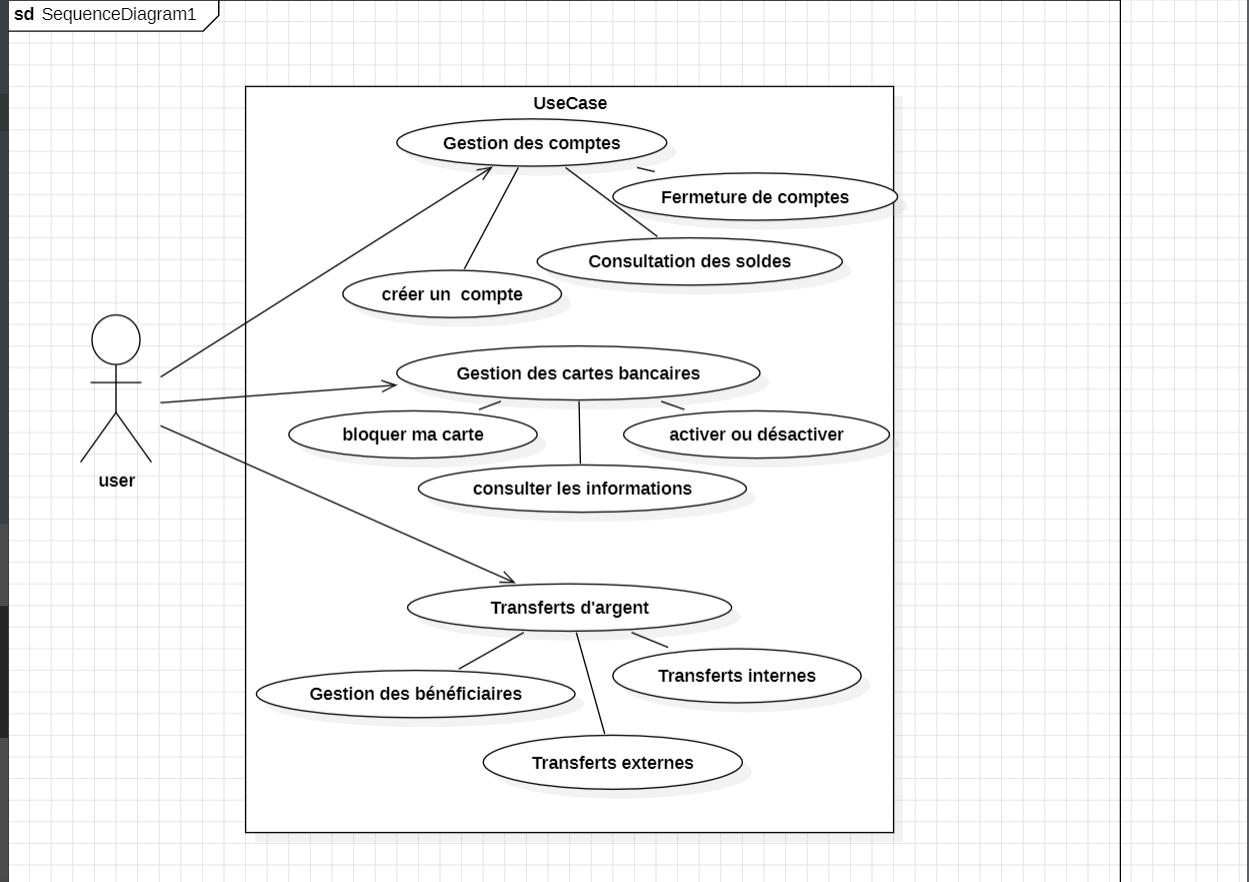 sd SequenceDiagram1
UseCase
Gestion des comptes
Fermeture de comptes
Consultation des soldes
créer un  compte
Gestion des cartes bancaires
bloquer ma carte
activer ou désactiver
user
consulter les informations
Transferts d'argent
Transferts internes
Gestion des bénéficiaires
Transferts externes